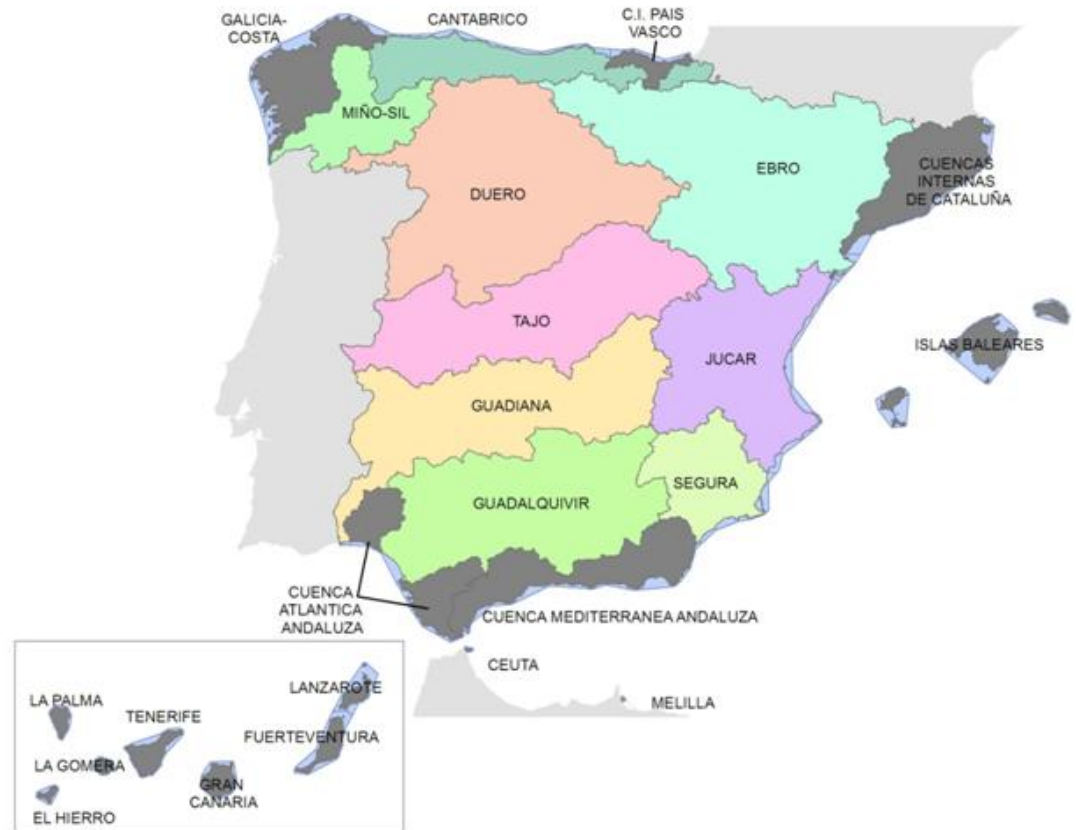 GALICIA-
COSTA
CANTABRICO
C.I. PAIS
VASCO
MIÑO-SIL
DUERO
EBRO
CUENCAS
INTERNAS
DE CATALUÑA
TAJO
JUCAR
ISLAS BALEARES
GUADIANA
SEGURA
GUADALQUIVIR
CUENCA
ATLANTICA
ANDALUZA
CUENCA MEDITERRANEA ANDALUZA
CEUTA
MELILLA
LA PALMA
TENERIFE
LANZAROTE
LA GOMERA
FUERTEVENTURA
GRAN
CANARIA
EL HIERRO